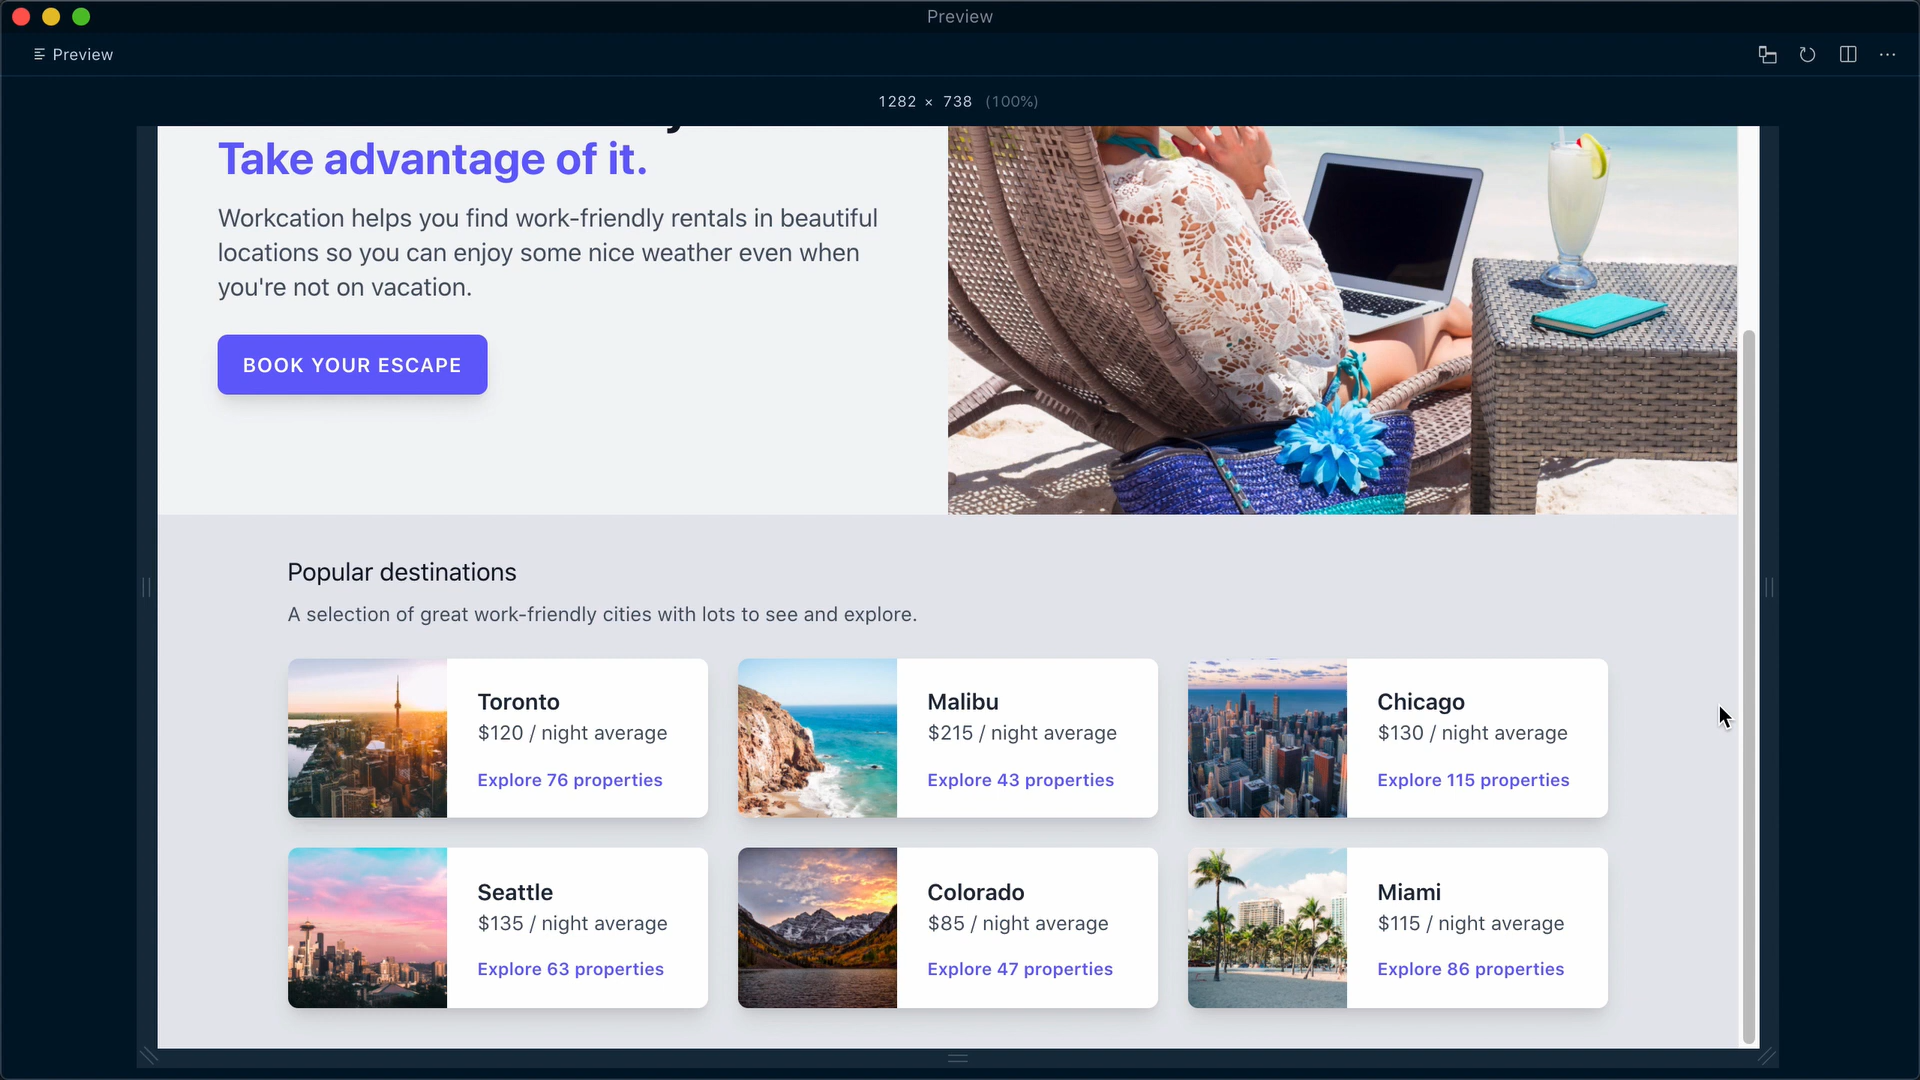 Preview
Preview
1282 × 738 (100%)
Take advantage of it.
Workcation helps you find work-friendly rentals in beautiful
locations so you can enjoy some nice weather even when
you're not on vacation.
BOOK YOUR ESCAPE
Popular destinations
A selection of great work-friendly cities with lots to see and explore.
Toronto
$120 / night average
Explore 76 properties
Malibu
$215 / night average
Explore 43 properties
Chicago
$130 / night average
Explore 115 properties
Seattle
$135 / night average
Explore 63 properties
Colorado
$85 / night average
Explore 47 properties
Miami
$115 / night average
Explore 86 properties